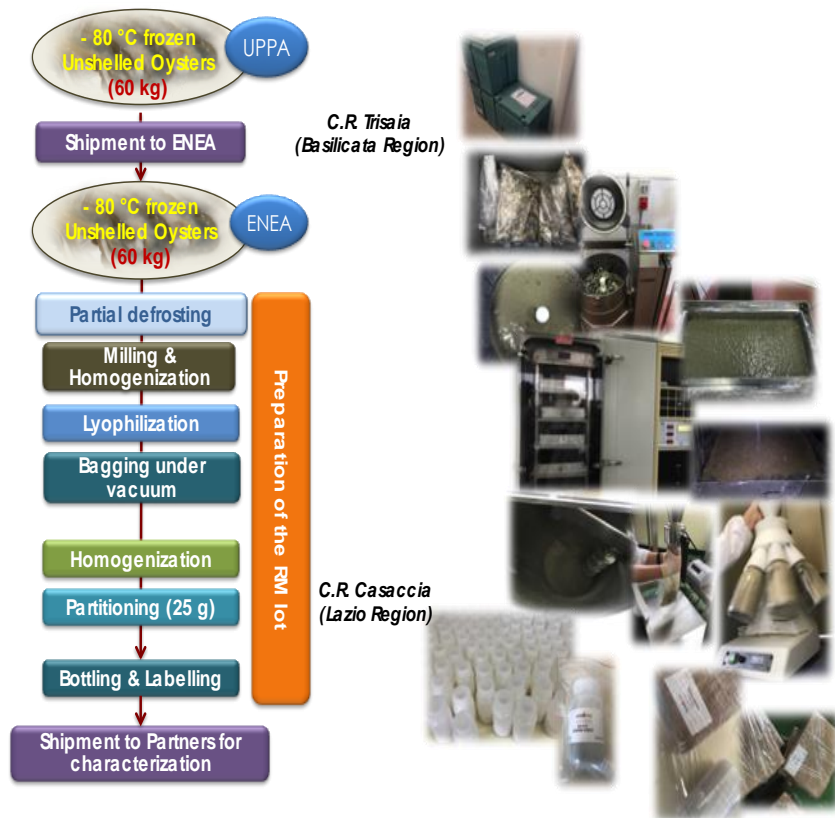 - 80 °C frozen
Unshelled Oysters
(60 kg)
UPPA
Shipment to ENEA
C.R. Trisaia
(Basilicata Region)
- 80 °C frozen
Unshelled Oysters
(60 kg)
ENEA
Partial defrosting
Milling &
Homogenization
Lyophilization
Bagging under
vacuum
Homogenization
Partitioning (25 g)
Bottling & Labelling
Preparation of the RM lot
C.R. Casaccia
(Lazio Region)
Shipment to Partners for
characterization